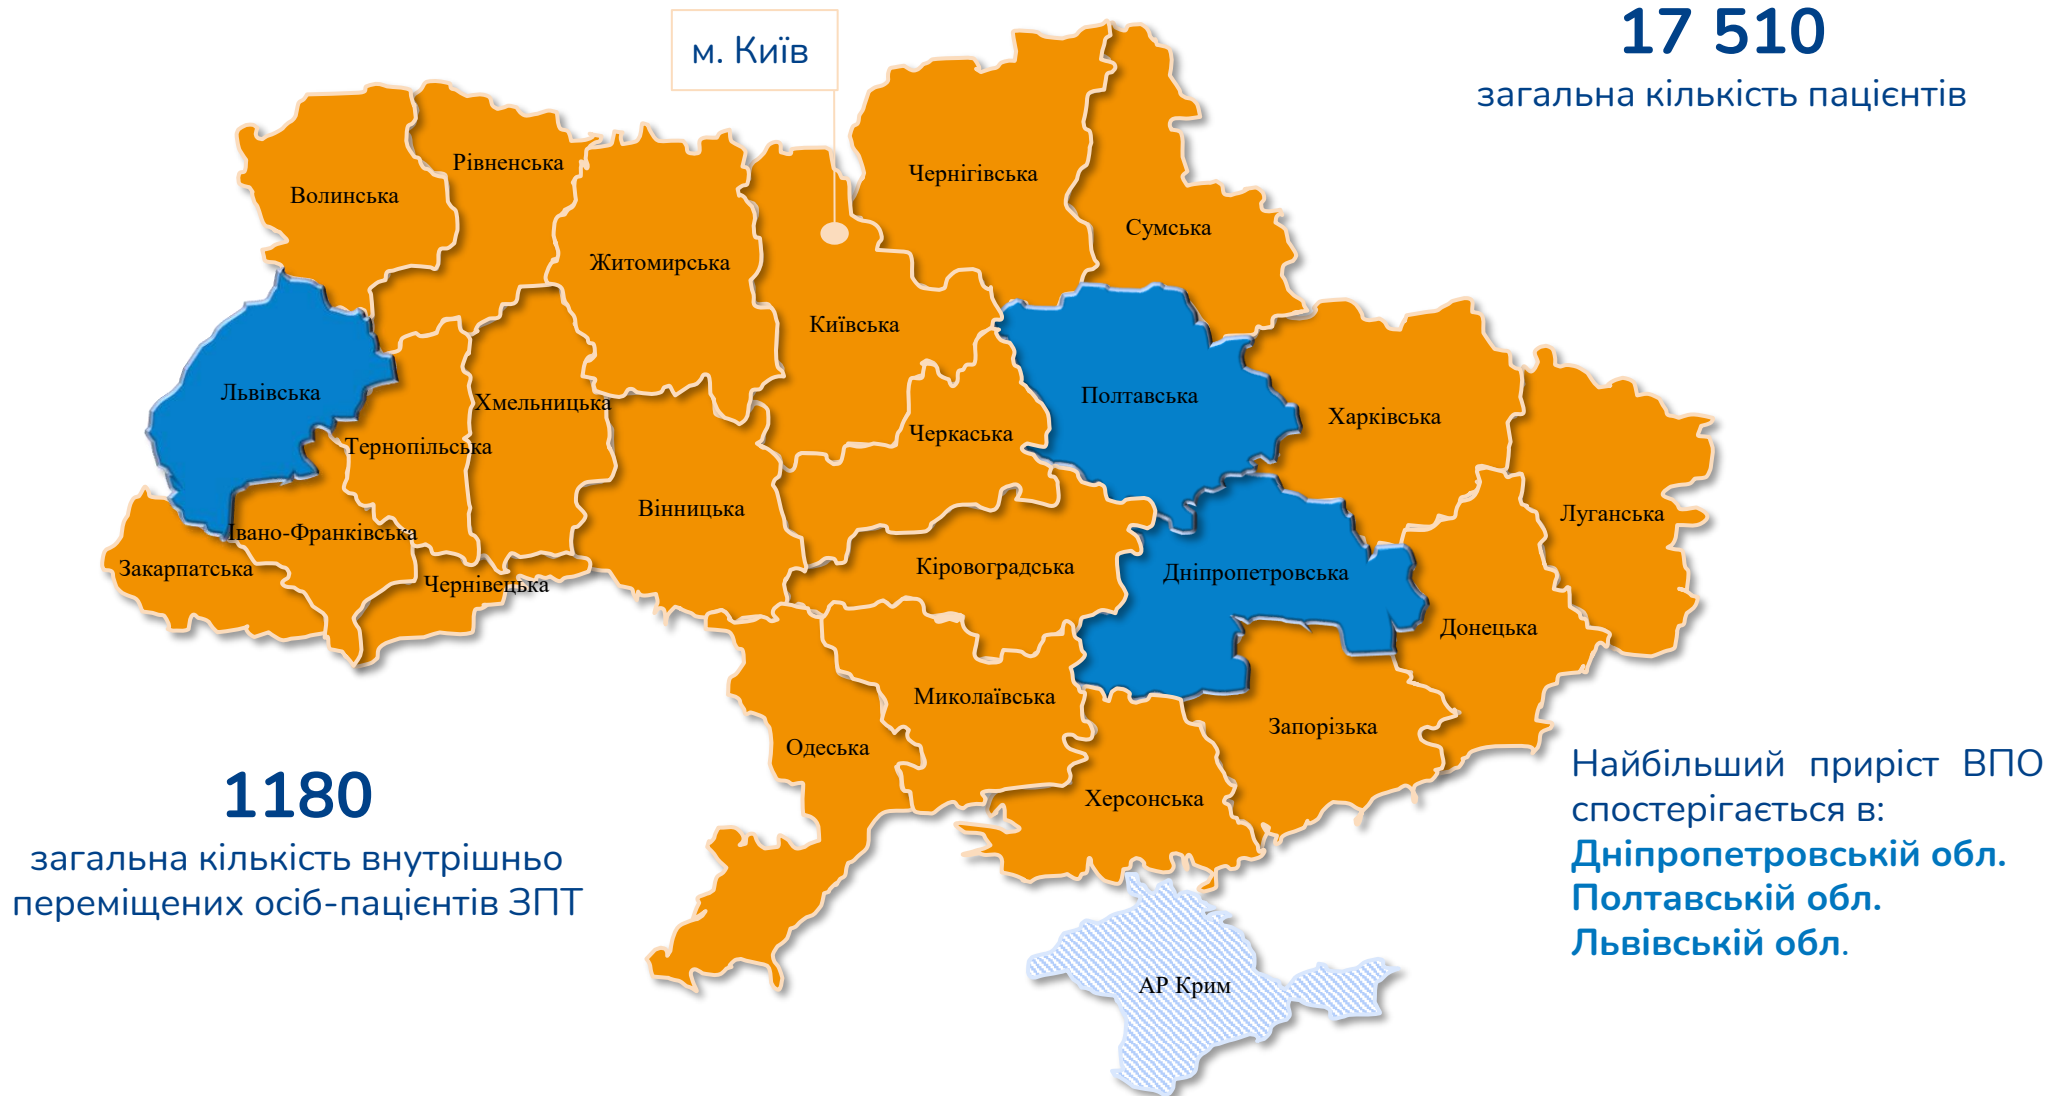 17 510
загальна кількість пацієнтів
м. Київ
Волинська
Рівненська
Житомирська
Чернігівська
Сумська
Київська
Львівська
Хмельницька
Тернопільська
Черкаська
Полтавська
Харківська
Луганська
Вінницька
Івано-Франківська
Закарпатська
Чернівецька
Кіровоградська
Дніпропетровська
Донецька
Миколаївська
Одеська
Запорізька
Херсонська
АР Крим
1180
загальна кількість внутрішньо
переміщених осіб-пацієнтів ЗПТ
Найбільший приріст ВПО
спостерігається в:
Дніпропетровській обл.
Полтавській обл.
Львівській обл.